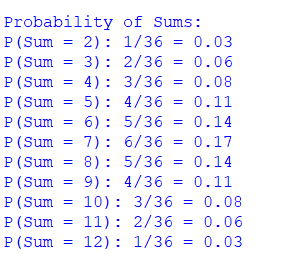 Probability of Sums:
P(Sum = 2): 1/36 = 0.03
P(Sum = 3): 2/36 = 0.06
P(Sum = 4): 3/36 = 0.08
P(Sum = 5): 4/36 = 0.11
P(Sum = 6): 5/36 = 0.14
P(Sum = 7): 6/36 = 0.17
P(Sum = 8): 5/36 = 0.14
P(Sum = 9): 4/36 = 0.11
P(Sum = 10): 3/36 = 0.08
P(Sum = 11): 2/36 = 0.06
P(Sum = 12): 1/36 = 0.03